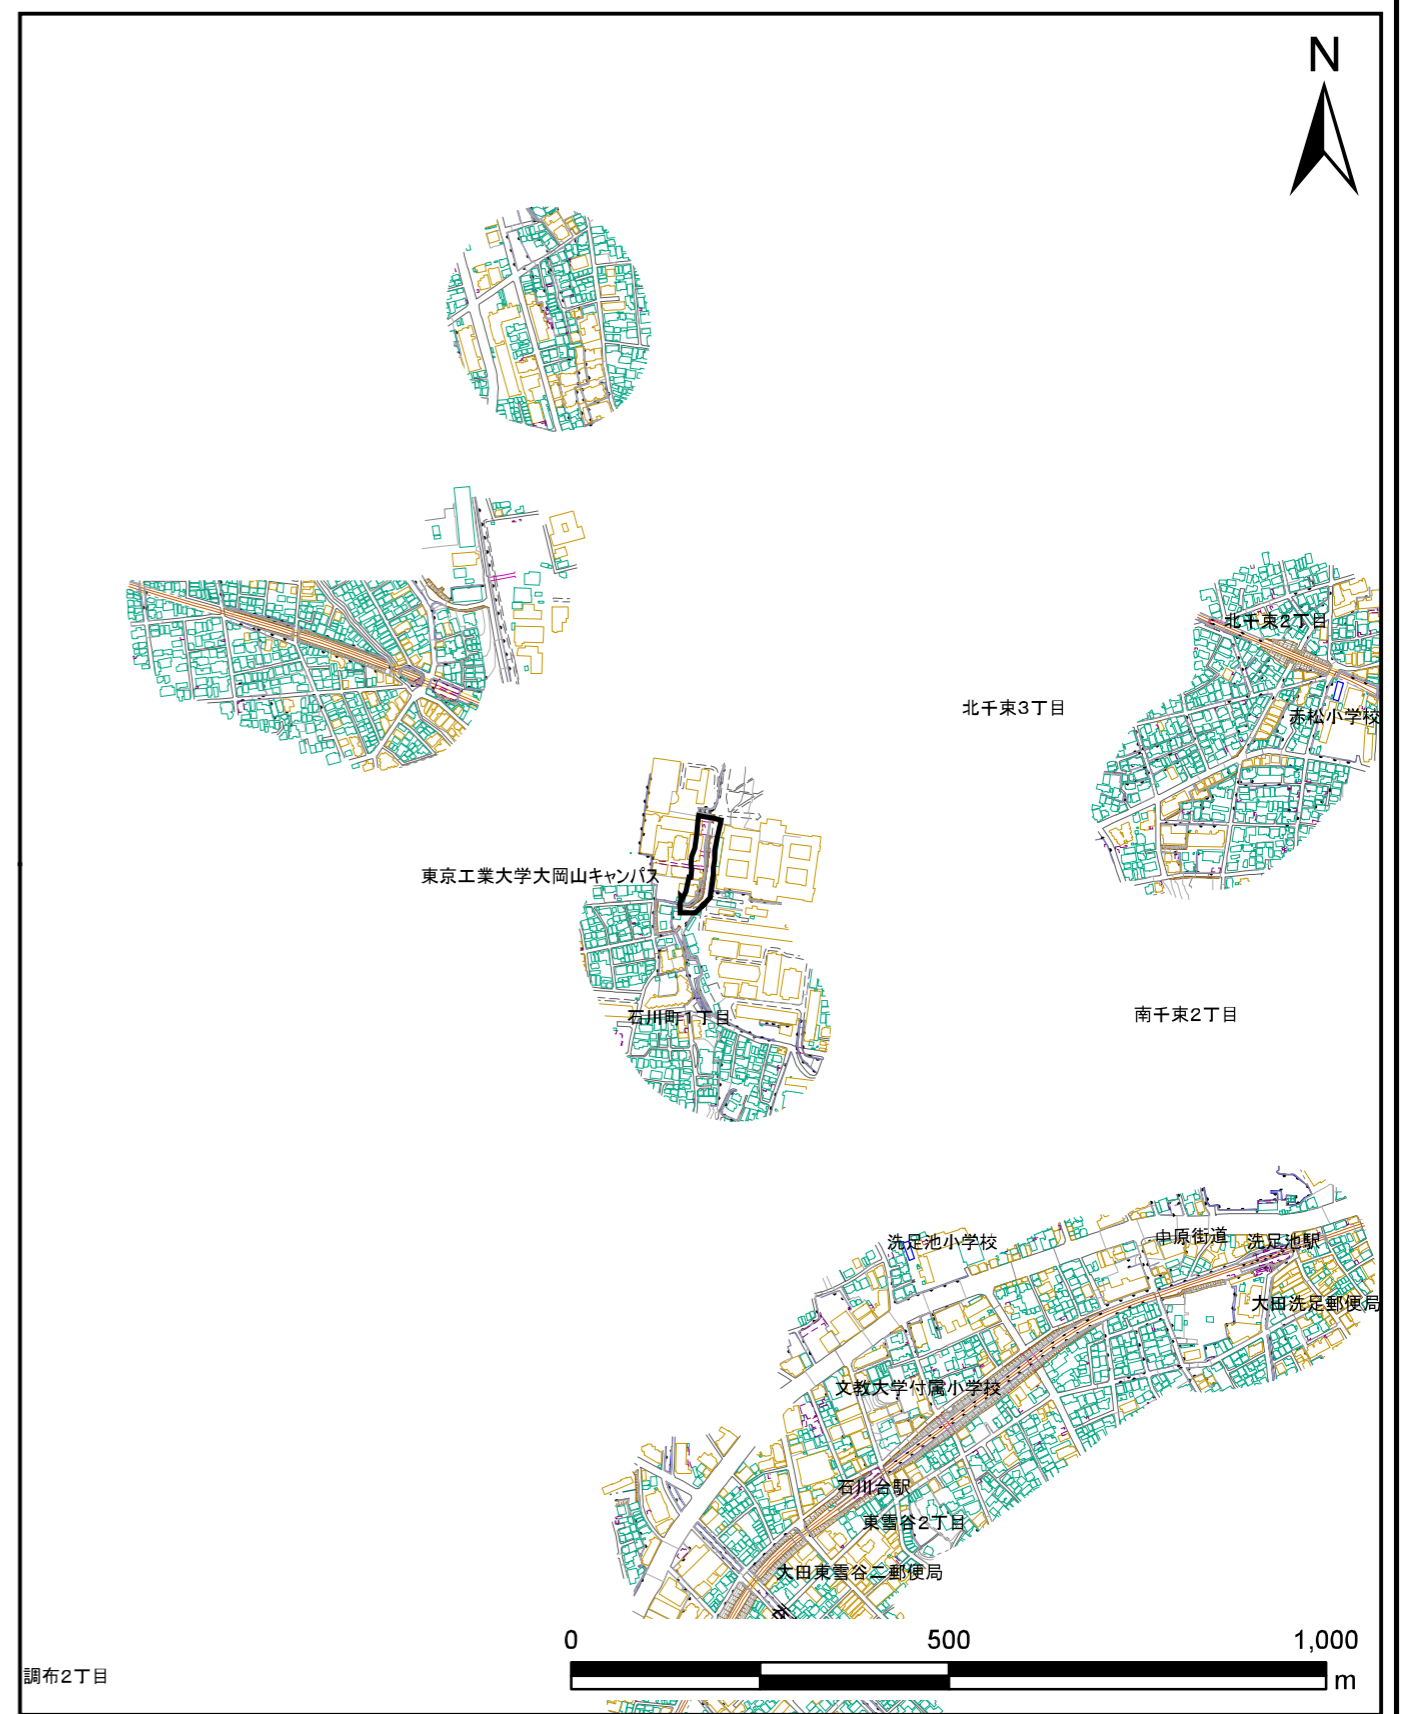 N
北千束2丁目
北千束3丁目
赤松小学校
東京工業大学大岡山キャンパス
石川町1丁目
南千束2丁目
中原街道
洗足池小学校
洗足池駅
大田洗足郵便局
文教大学付属小学校
石川台駅
東雪谷2丁目
大田東雪谷二郵便局
0 500 1,000
m
調布2丁目